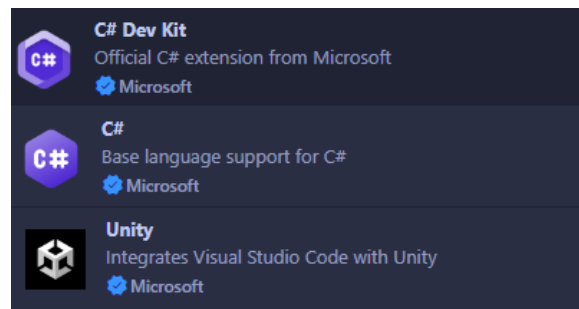 C# Dev Kit
C#
Official C# extension from Microsoft
Microsoft
C#
C#
Base language support for C#
Microsoft
Unity
Integrates Visual Studio Code with Unity
Microsoft